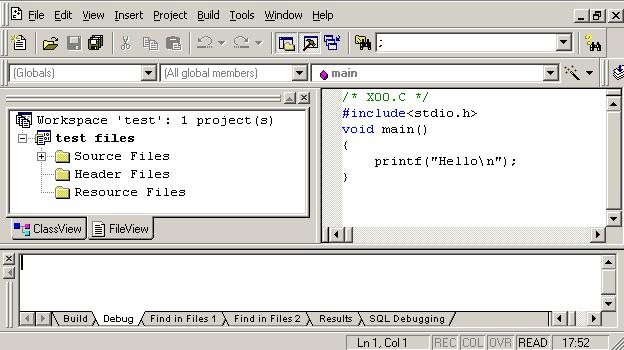 File Edit View Insert Project Build Tools Window Help
;
(Globals) (All global members) main
Workspace 'test': 1 project(s)
test files
Source Files
Header Files
Resource Files
ClassView FileView
/* X00.C */
#include<stdio.h>
void main()
{
printf("Hello\n");
}
Build Debug Find in Files 1 Find in Files 2 Results SQL Debugging
Ln 1, Col 1 REC COL OVR READ 17:52